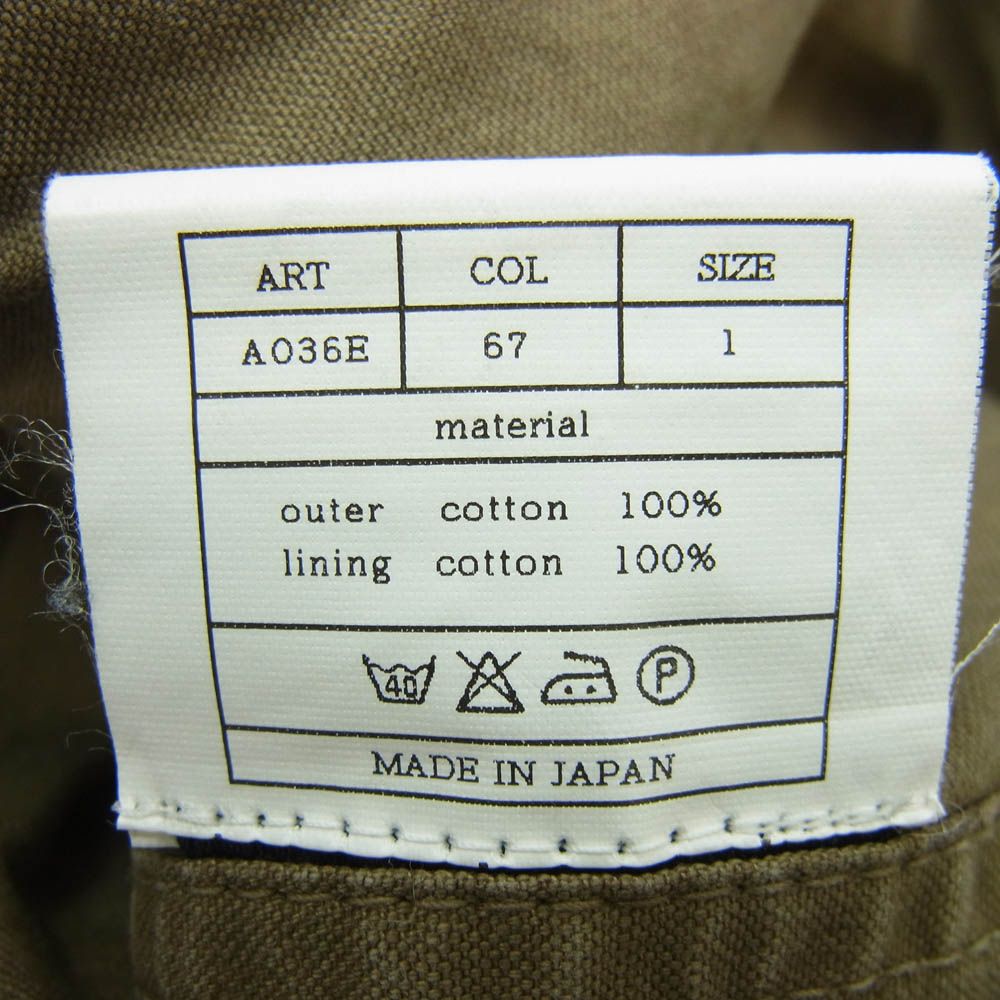 ART COL SIZE
A036E 67 1
material
outer cotton 100%
lining cotton 100%
40 P
MADE IN JAPAN